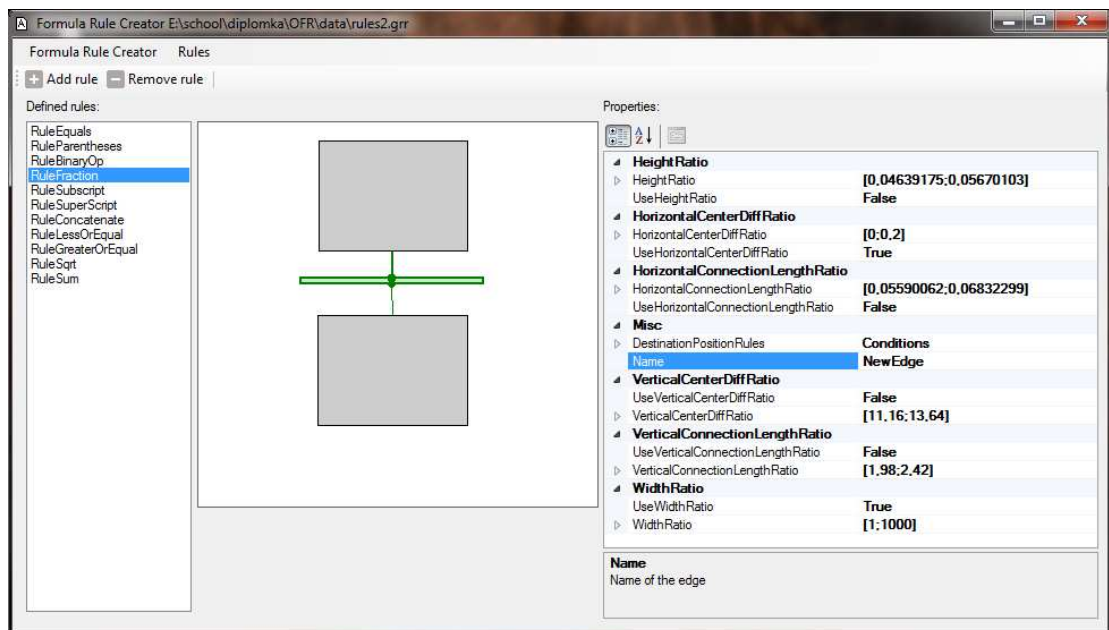 Formula Rule Creator E:\school\diplomka\OFR\data\rules2.grr
Formula Rule Creator Rules
Add rule Remove rule
Defined rules:
RuleEquals
RuleParentheses
RuleBinaryOp
RuleFraction
RuleSubscript
RuleSuperScript
RuleConcatenate
RuleLessOrEqual
RuleGreaterOrEqual
RuleSqrt
RuleSum
Properties:
HeightRatio
HeightRatio [0,04639175;0,05670103]
UseHeightRatio False
HorizontalCenterDiffRatio
HorizontalCenterDiffRatio [0;0,2]
UseHorizontalCenterDiffRatio True
HorizontalConnectionLengthRatio
HorizontalConnectionLengthRatio [0,05590062;0,06832299]
UseHorizontalConnectionLengthRatio False
Misc
DestinationPositionRules Conditions
Name NewEdge
VerticalCenterDiffRatio
UseVerticalCenterDiffRatio False
VerticalCenterDiffRatio [11,16;13,64]
VerticalConnectionLengthRatio
UseVerticalConnectionLengthRatio False
VerticalConnectionLengthRatio [1,98;2,42]
WidthRatio
UseWidthRatio True
WidthRatio [1;1000]
Name
Name of the edge